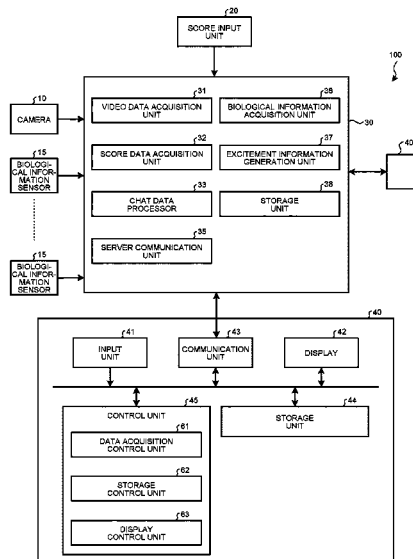 20
SCORE INPUT
UNIT
100
31
VIDEO DATA ACQUISITION
UNIT
36
BIOLOGICAL INFORMATION
ACQUISITION UNIT
30
10
CAMERA
32
SCORE DATA ACQUISITION
UNIT
37
EXCITEMENT INFORMATION
GENERATION UNIT
40
15
BIOLOGI-
CAL INFOR-
MATION
SENSOR
33
CHAT DATA
PROCESSOR
38
STORAGE
UNIT
35
SERVER COMMUNICATION
UNIT
15
BIOLOGI-
CAL INFOR-
MATION
SENSOR
40
41
INPUT
UNIT
43
COMMUNICATION
UNIT
42
DISPLAY
45
CONTROL UNIT
44
STORAGE
UNIT
61
DATA ACQUISITION
CONTROL UNIT
62
STORAGE
CONTROL UNIT
63
DISPLAY
CONTROL UNIT